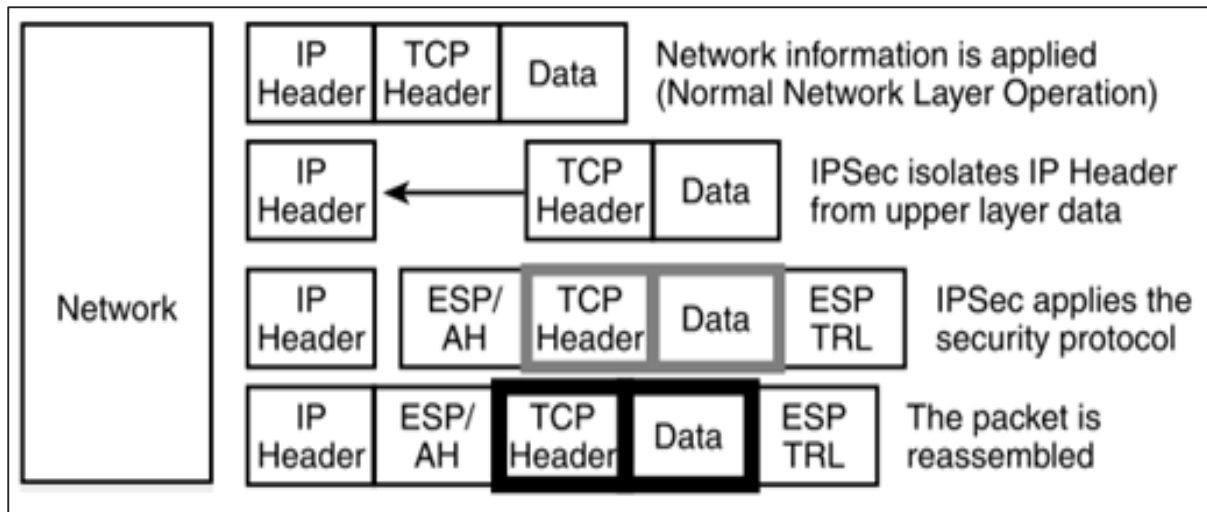 Network
IP
Header
TCP
Header
Data
Network information is applied
(Normal Network Layer Operation)
IP
Header
TCP
Header
Data
IPSec isolates IP Header
from upper layer data
IP
Header
ESP/
AH
TCP
Header
Data
ESP
TRL
IPSec applies the
security protocol
IP
Header
ESP/
AH
TCP
Header
Data
ESP
TRL
The packet is
reassembled